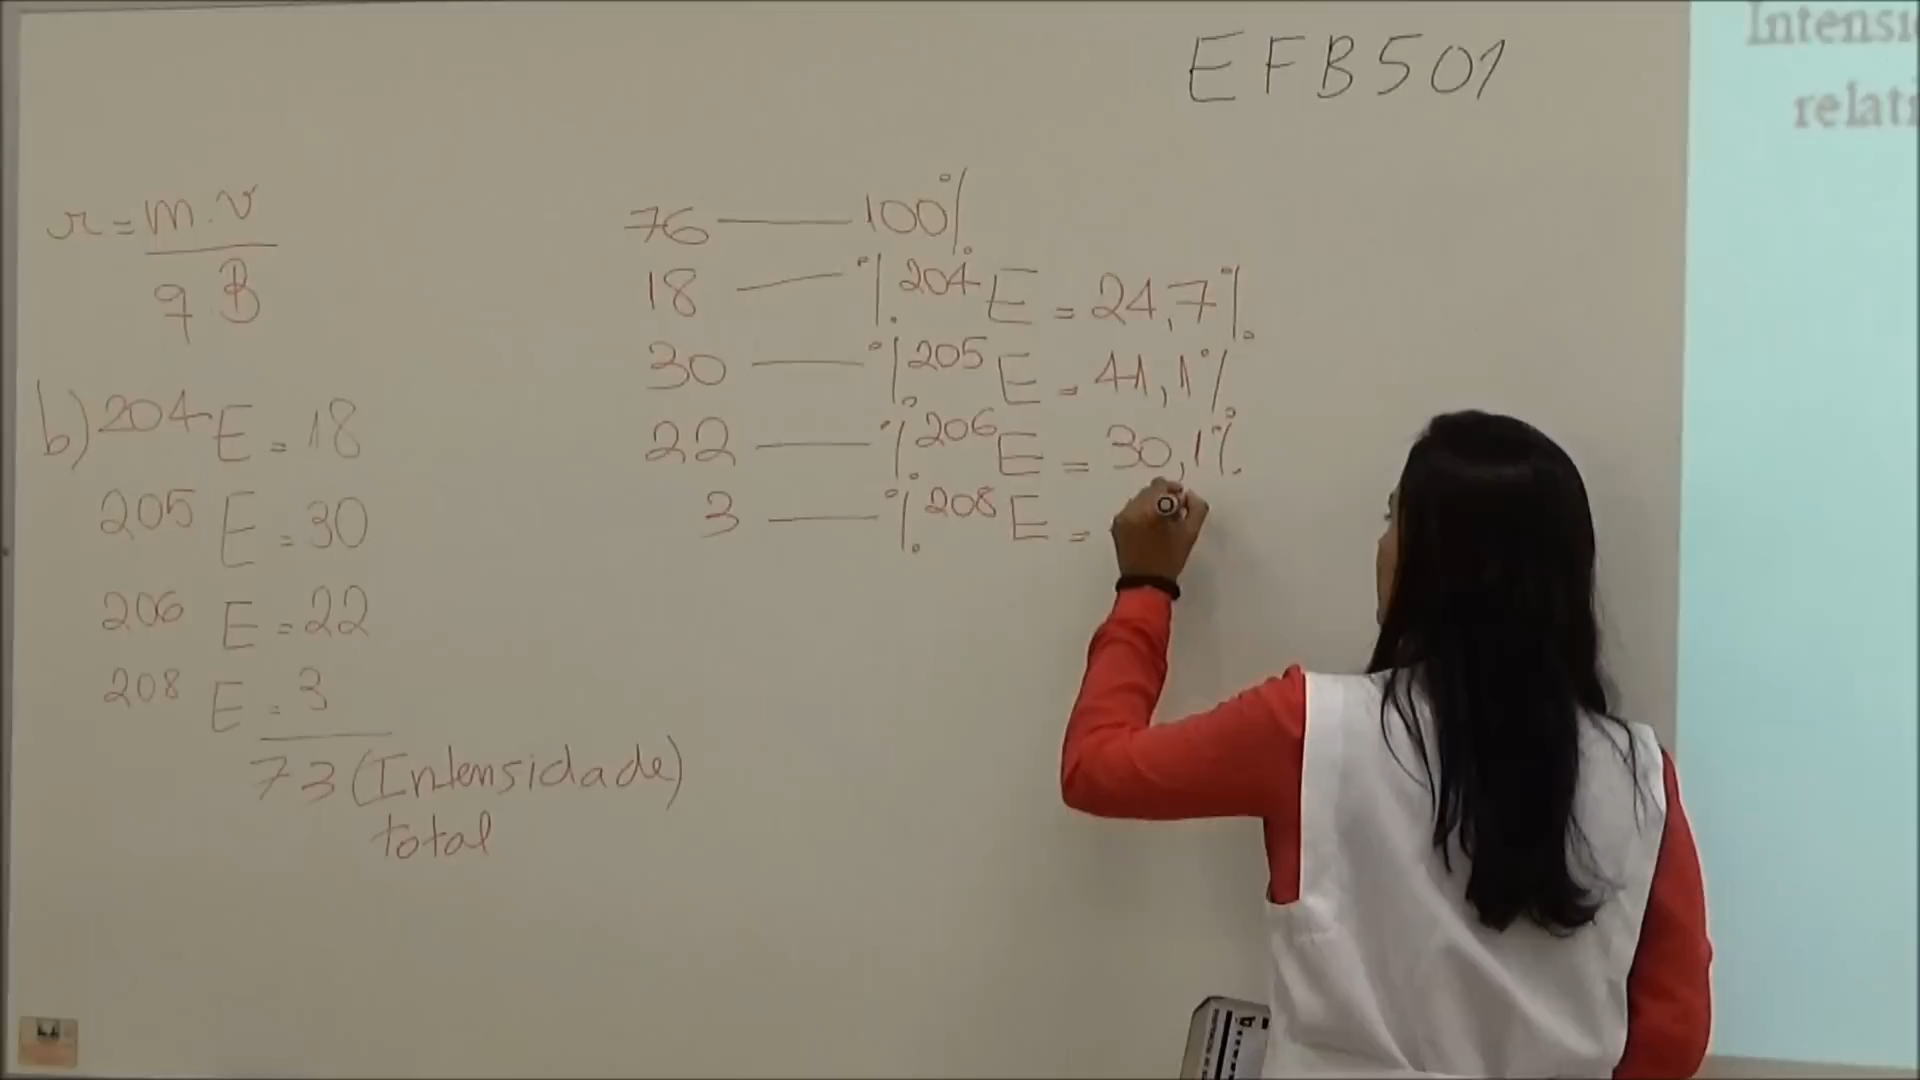 EFB501
Intensi
relati
r = m.v
q B
b) 204 E = 18
205 E = 30
206 E = 22
208 E = 3
73 (Intensidade)
total
76 — 100%
18 — % 204 E = 24,7%
30 — % 205 E = 41,1%
22 — % 206 E = 30,1%
3 — % 208 E =